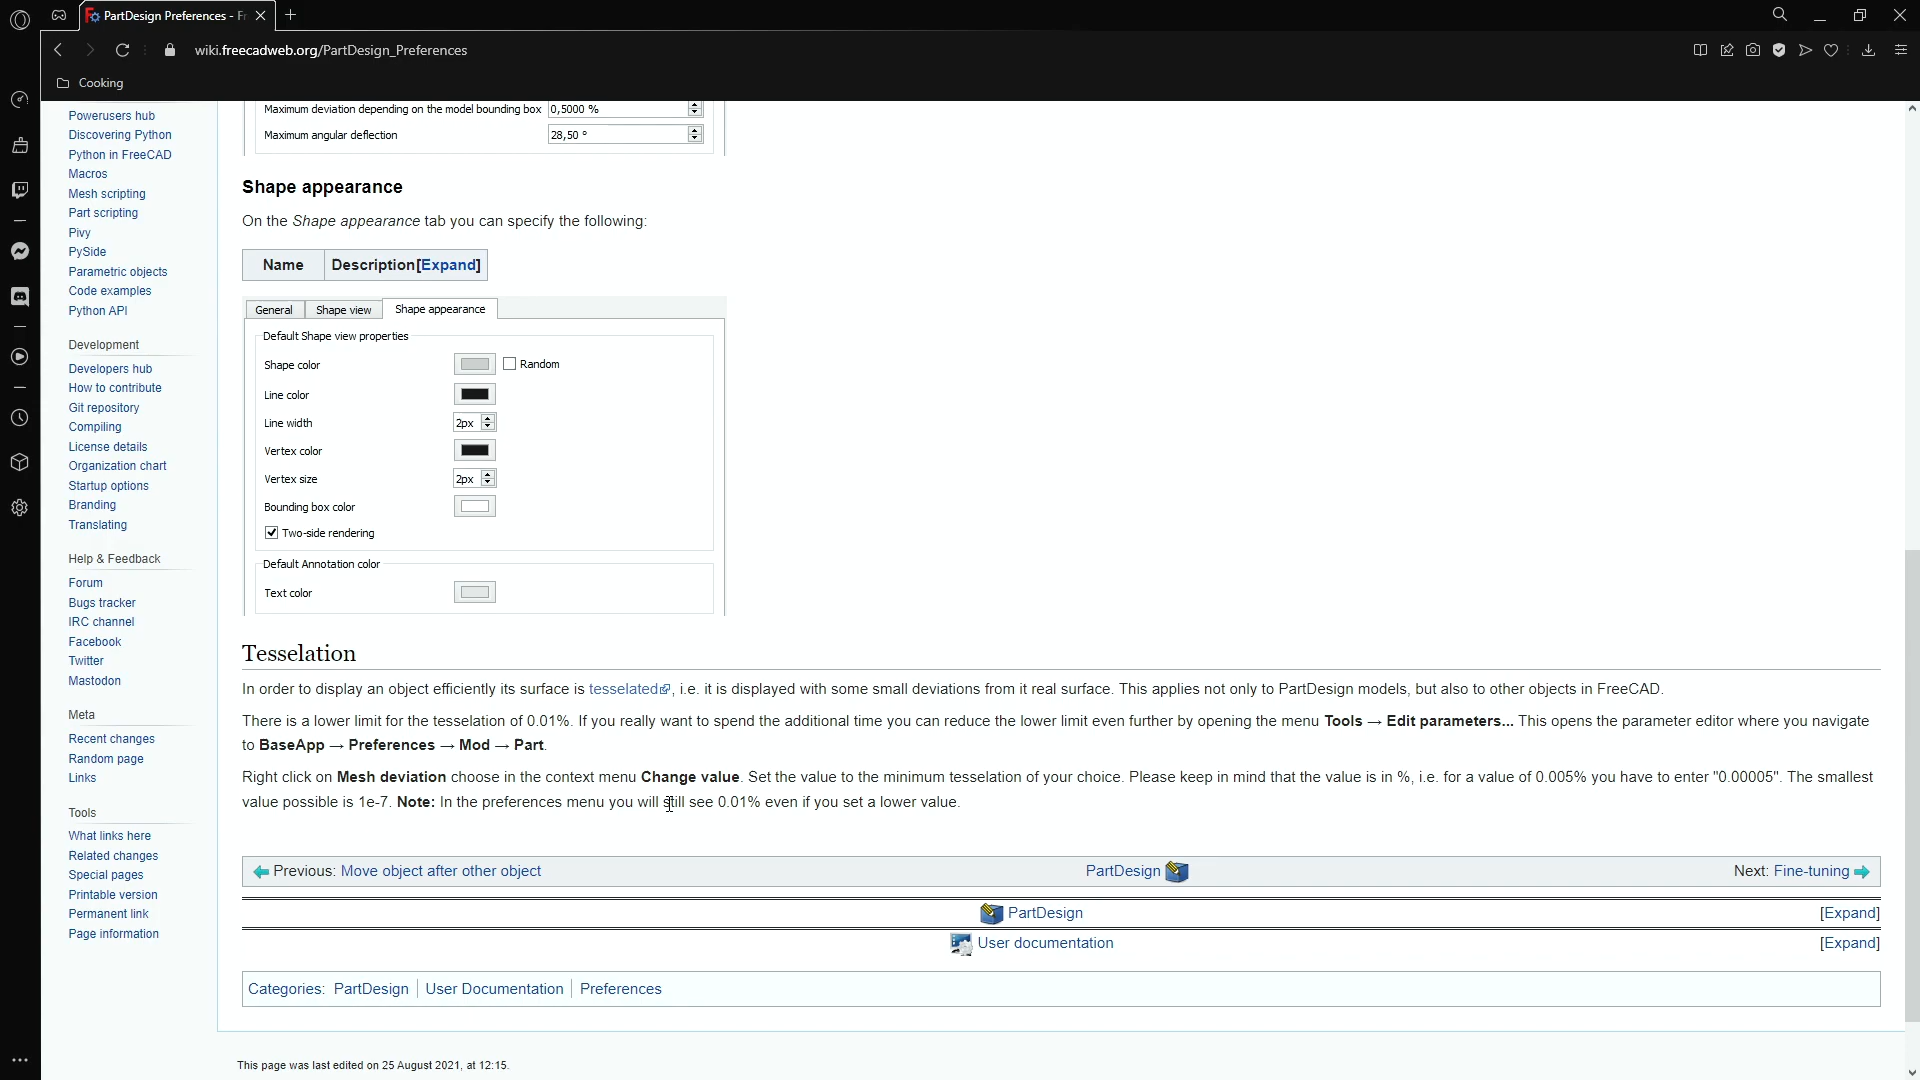 PartDesign Preferences - Fr
wiki.freecadweb.org/PartDesign_Preferences
Cooking
Powerusers hub
Discovering Python
Python in FreeCAD
Macros
Mesh scripting
Part scripting
Pivy
PySide
Parametric objects
Code examples
Python API
Development
Developers hub
How to contribute
Git repository
Compiling
License details
Organization chart
Startup options
Branding
Translating
Help & Feedback
Forum
Bugs tracker
IRC channel
Facebook
Twitter
Mastodon
Meta
Recent changes
Random page
Links
Tools
What links here
Related changes
Special pages
Printable version
Permanent link
Page information
Maximum deviation depending on the model bounding box 0,5000 %
Maximum angular deflection 28,50 °
Shape appearance
On the Shape appearance tab you can specify the following:
Name Description[Expand]
General Shape view Shape appearance
Default Shape view properties
Shape color Random
Line color
Line width 2px
Vertex color
Vertex size 2px
Bounding box color
Two-side rendering
Default Annotation color
Text color
Tesselation
In order to display an object efficiently its surface is tesselated, i.e. it is displayed with some small deviations from it real surface. This applies not only to PartDesign models, but also to other objects in FreeCAD.
There is a lower limit for the tesselation of 0.01%. If you really want to spend the additional time you can reduce the lower limit even further by opening the menu Tools → Edit parameters... This opens the parameter editor where you navigate
to BaseApp → Preferences → Mod → Part.
Right click on Mesh deviation choose in the context menu Change value. Set the value to the minimum tesselation of your choice. Please keep in mind that the value is in %, i.e. for a value of 0.005% you have to enter "0.00005". The smallest
value possible is 1e-7. Note: In the preferences menu you will still see 0.01% even if you set a lower value.
Previous: Move object after other object PartDesign Next: Fine-tuning
PartDesign [Expand]
User documentation [Expand]
Categories: PartDesign User Documentation Preferences
This page was last edited on 25 August 2021, at 12:15.